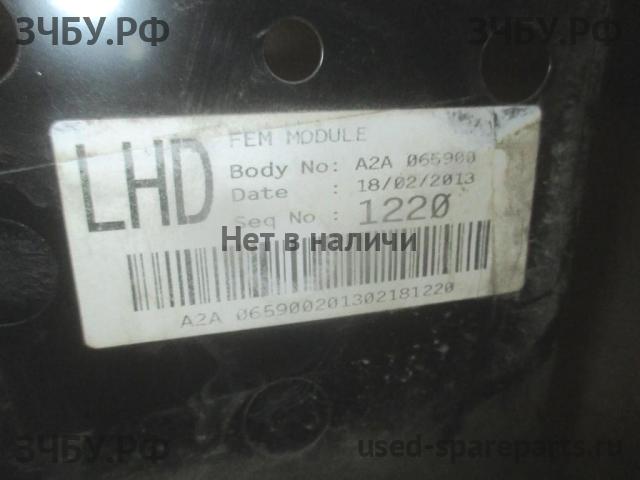 ЗЧБУ.РФ
ЗЧБУ.РФ
LHD
FEM MODULE
Body No: A2A 065900
Date : 18/02/2013
Seq No : 1220
Нет в наличи
A2A 065900201302181220
ЗЧБУ.РФ
used-spareparts.ru